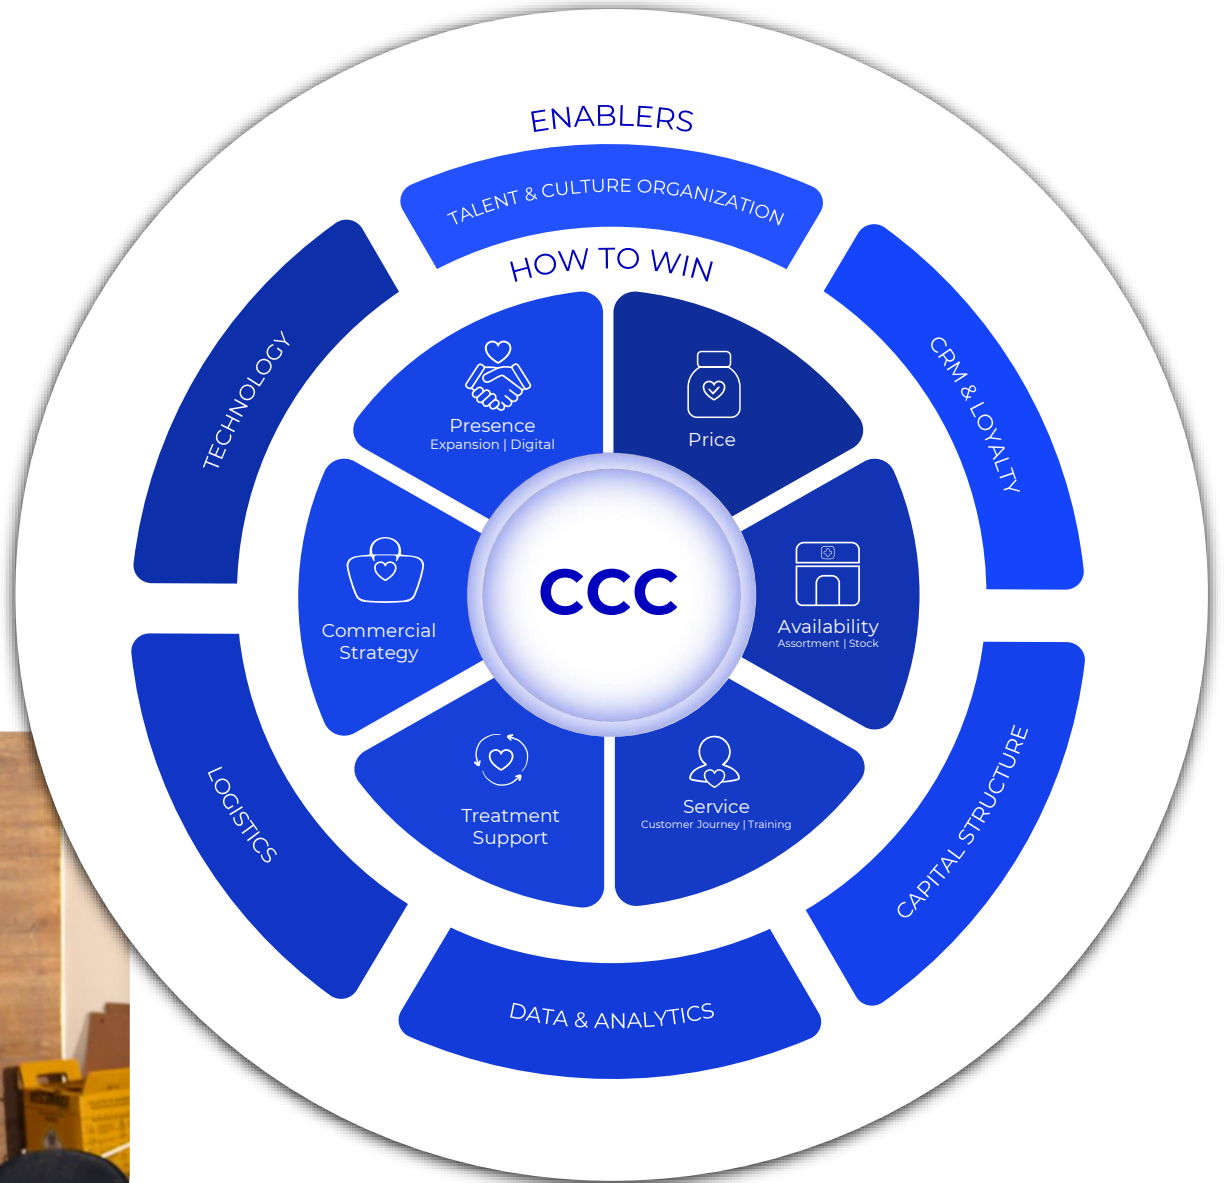 ENABLERS
TALENT & CULTURE ORGANIZATION
HOW TO WIN
TECHNOLOGY
CRM & LOYALTY
Presence
Expansion | Digital
Price
CCC
Commercial
Strategy
Availability
Assortment | Stock
Treatment
Support
Service
Customer Journey | Training
LOGISTICS
CAPITAL STRUCTURE
DATA & ANALYTICS